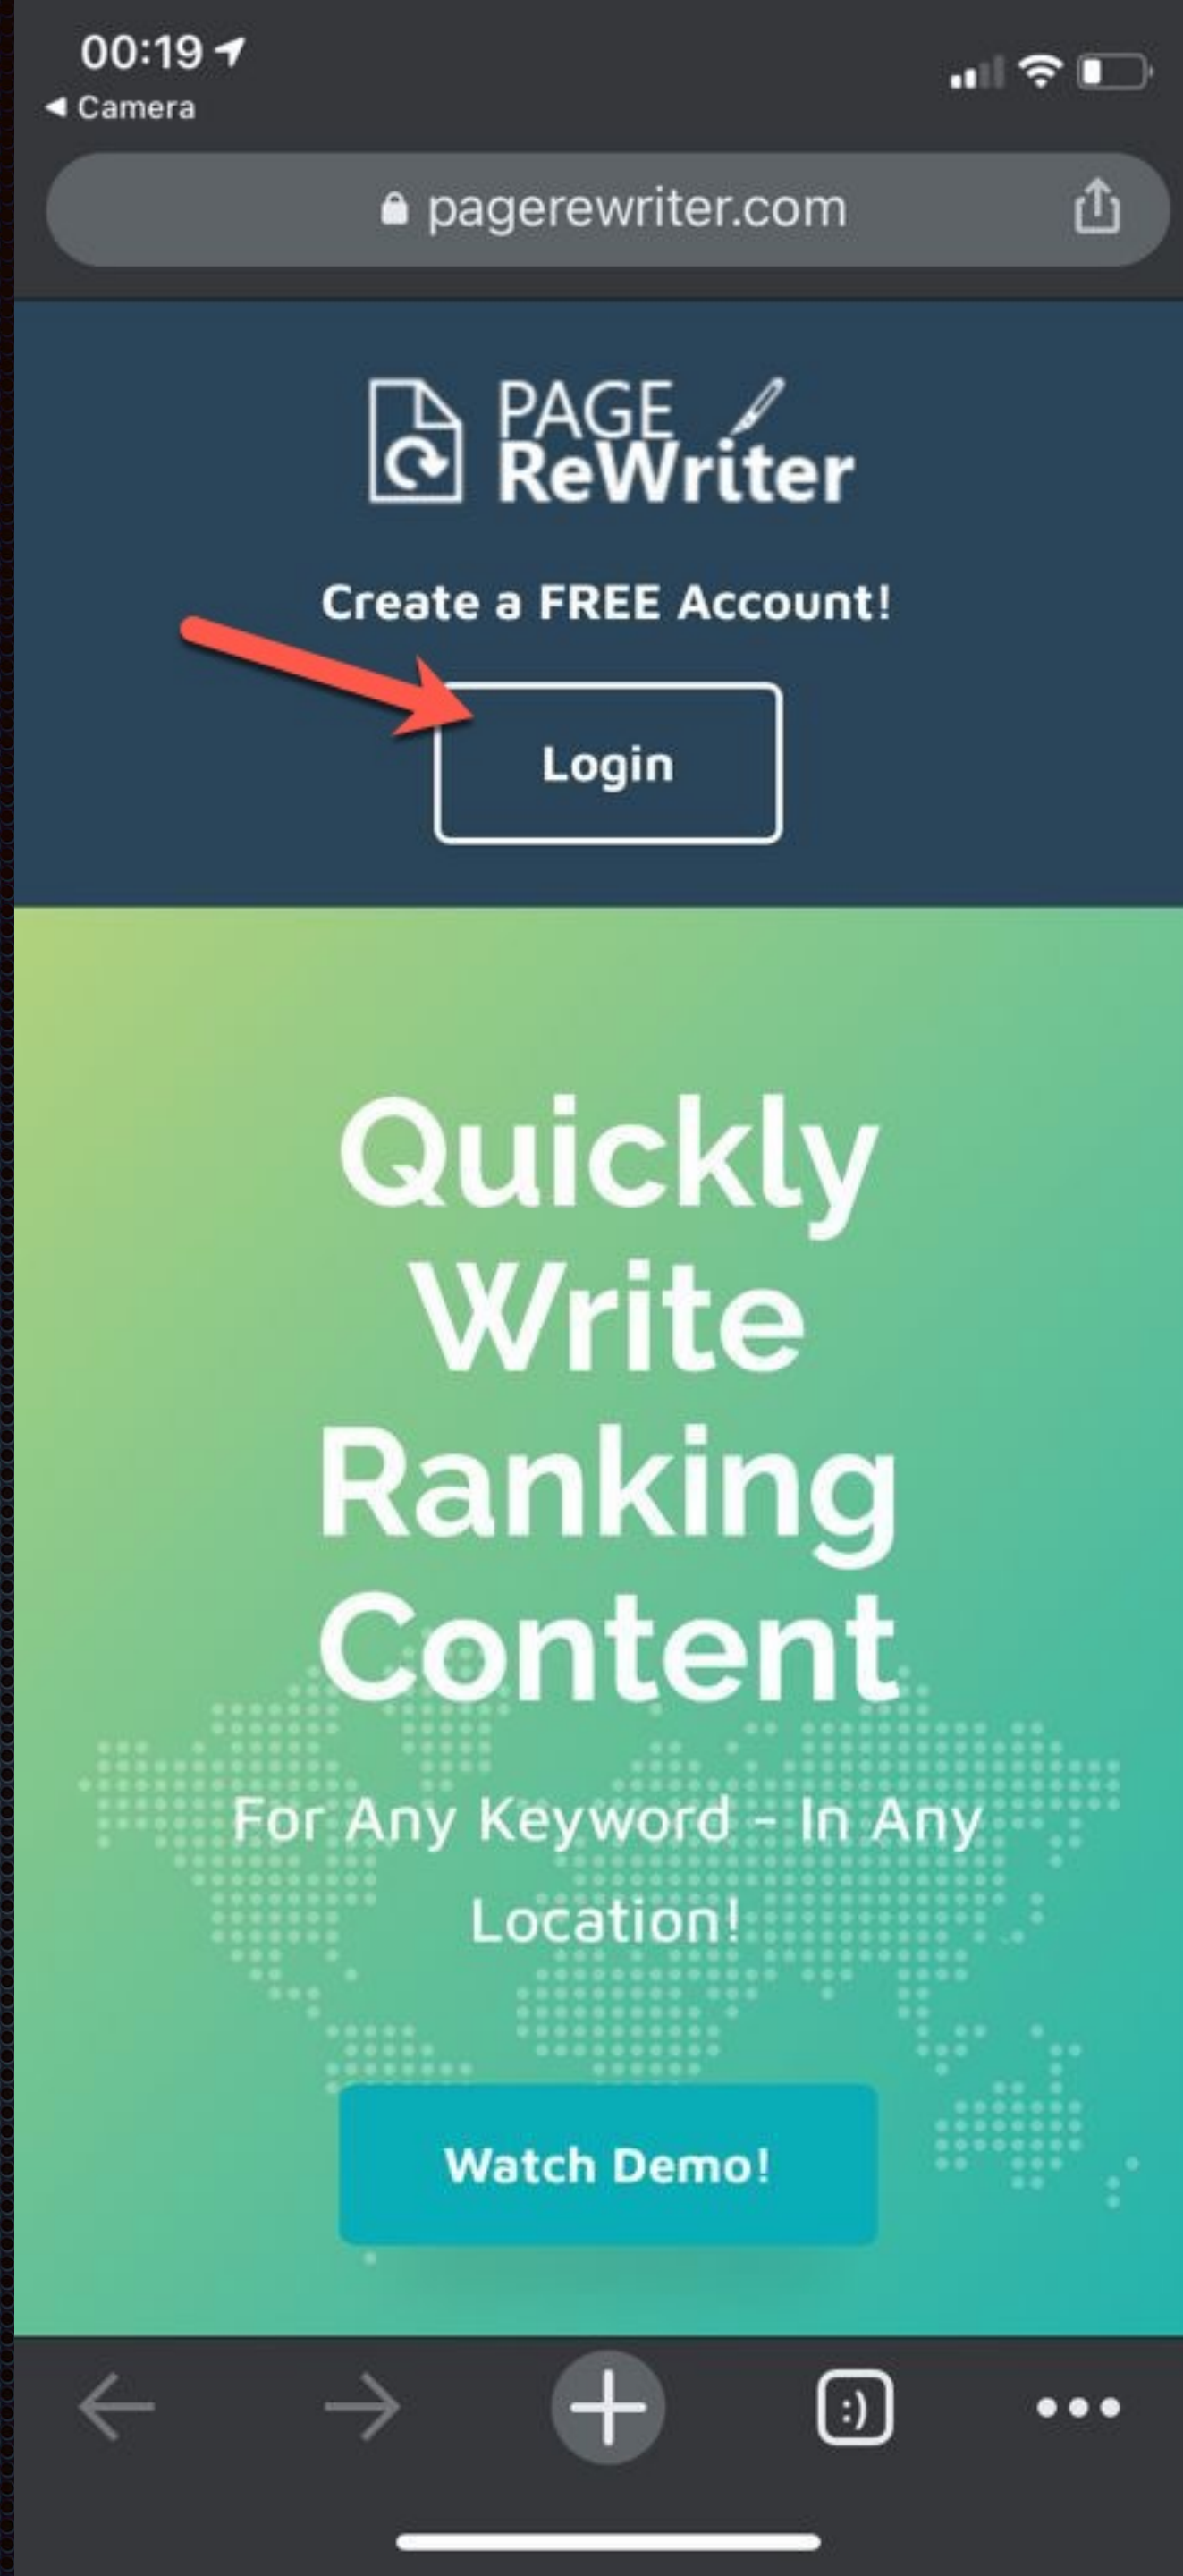 00:19
Camera
pagerewriter.com
PAGE
ReWriter
Create a FREE Account!
Login
Quickly
Write
Ranking
Content
For Any Keyword - In Any
Location!
Watch Demo!
:)